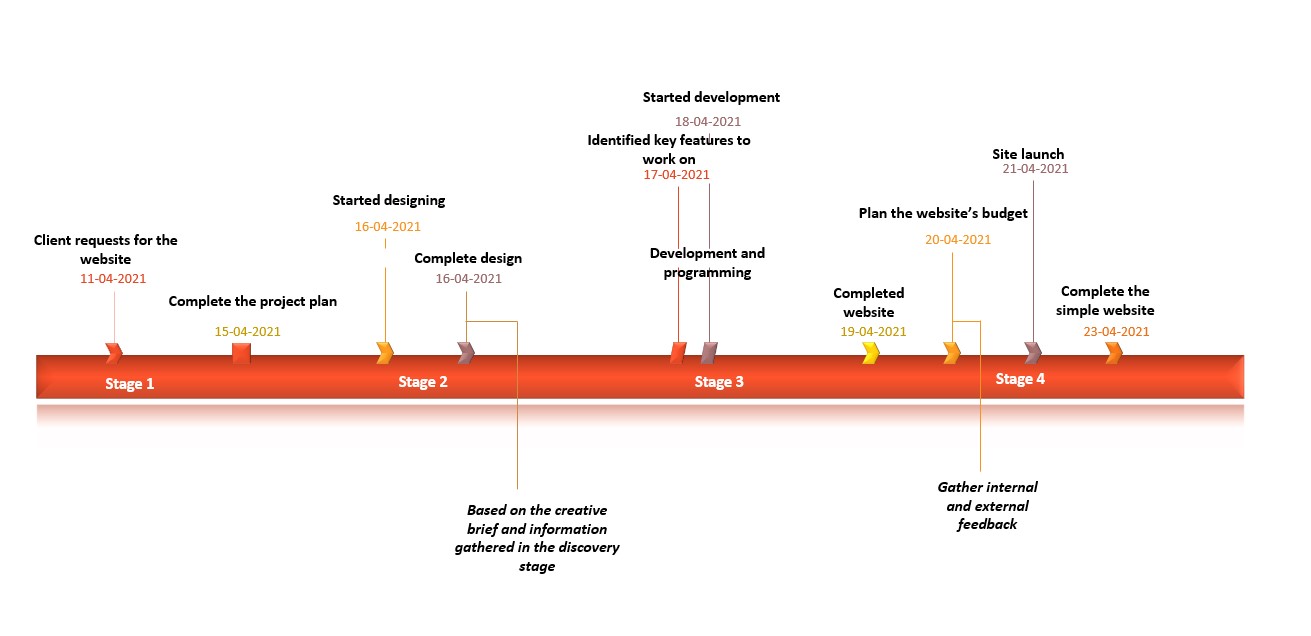 Started development
18-04-2021
Identified key features to
work on
17-04-2021
Site launch
21-04-2021
Started designing
16-04-2021
Plan the website’s budget
20-04-2021
Client requests for the
website
11-04-2021
Complete design
16-04-2021
Development and
programming
Complete the project plan
15-04-2021
Completed
website
19-04-2021
Complete the
simple website
23-04-2021
Stage 1
Stage 2
Stage 3
Stage 4
Based on the creative
brief and information
gathered in the discovery
stage
Gather internal
and external
feedback